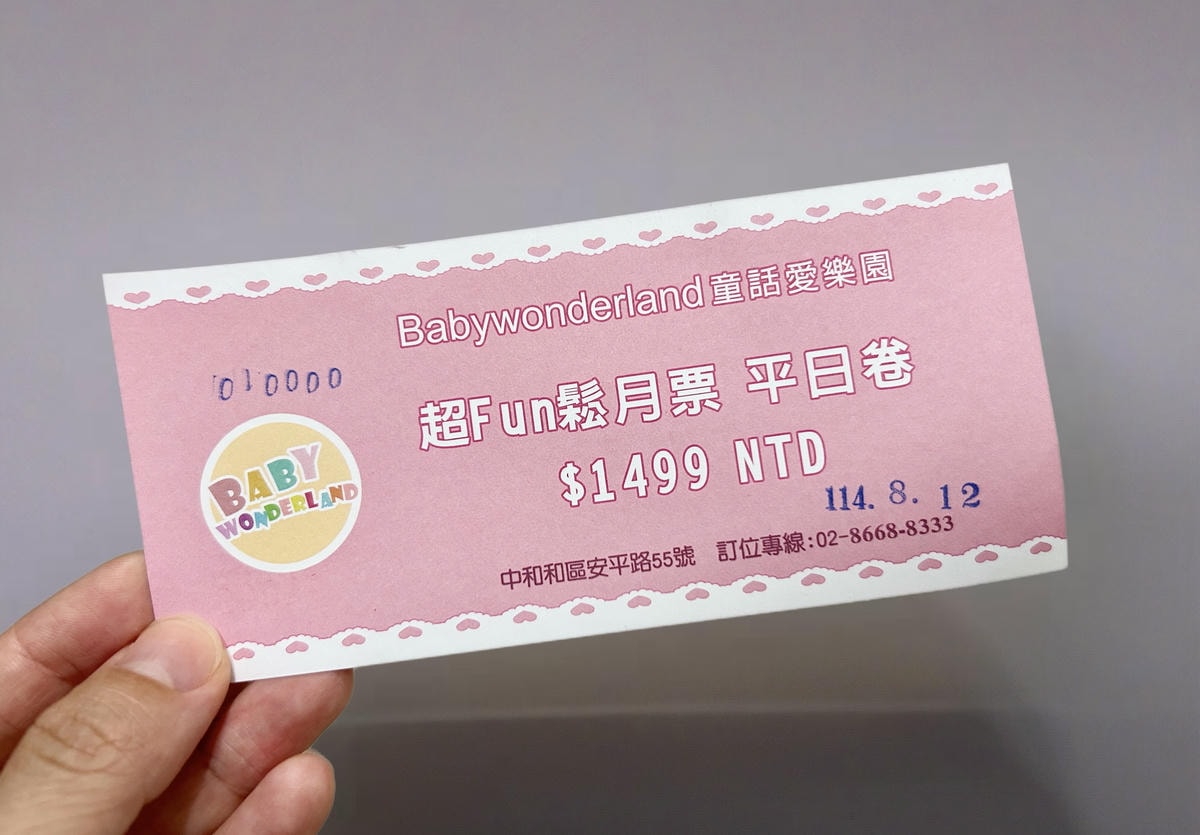 Babywonderland童話愛樂園
010000
超Fun鬆月票 平日卷
BABY
WONDERLAND
$1499 NTD
114. 8. 12
中和和區安平路55號 訂位專線:02-8668-8333